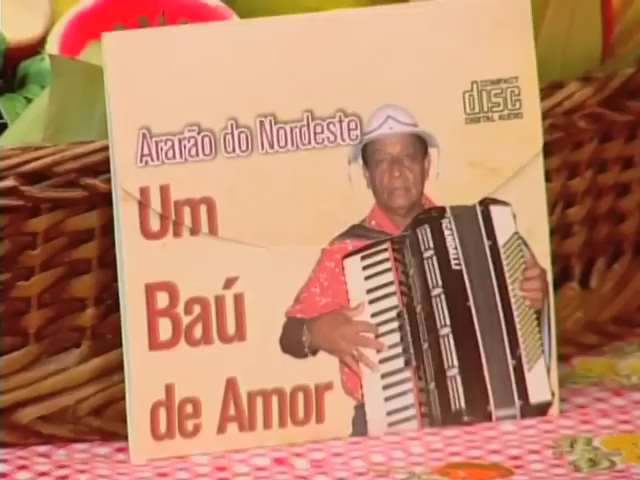 COMPACT
disc
DIGITAL AUDIO
Ararão do Nordeste
Um
Baú
de Amor